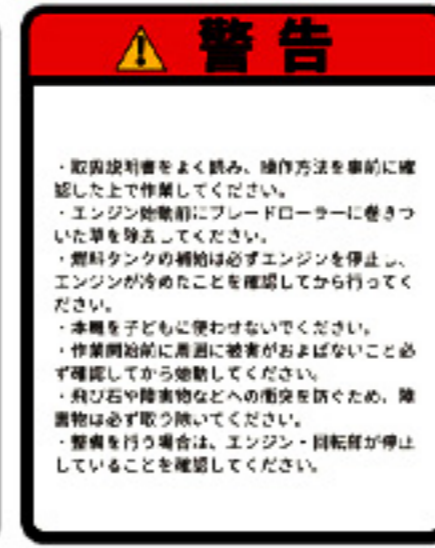 警告
・取扱説明書をよく読み、操作方法を事前に確
認した上で作業してください。
・エンジン始動前にブレードローラーに巻きつ
いた草を除去してください。
・燃料タンクの補給は必ずエンジンを停止し、
エンジンが冷めたことを確認してから行ってく
ださい。
・本機を子どもに使わせないでください。
・作業開始前に周囲に被害がおよばないこと必
ず確認してから始動してください。
・飛び石や障害物などへの衝突を防ぐため、障
害物は必ず取り除いてください。
・整備を行う場合は、エンジン・回転部が停止
していることを確認してください。